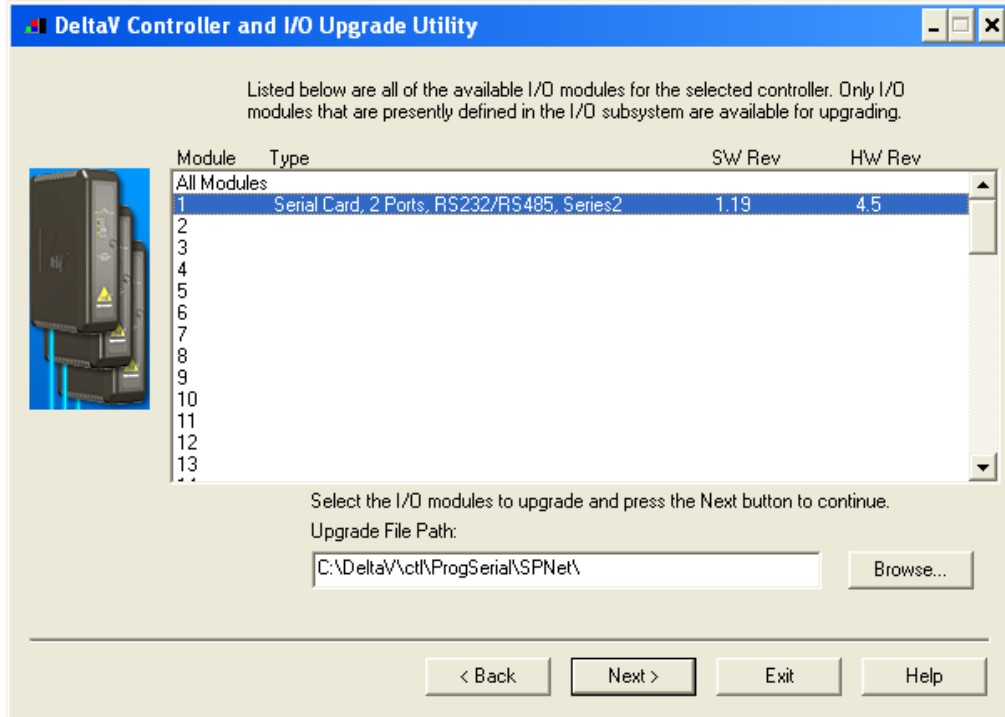 DeltaV Controller and I/O Upgrade Utility
Listed below are all of the available I/O modules for the selected controller. Only I/O
modules that are presently defined in the I/O subsystem are available for upgrading.
Module Type SW Rev HW Rev
All Modules
1 Serial Card, 2 Ports, RS232/RS485, Series2 1.19 4.5
2
3
4
5
6
7
8
9
10
11
12
13
Select the I/O modules to upgrade and press the Next button to continue.
Upgrade File Path:
C:\DeltaV\ctl\ProgSerial\SPNet\
Browse...
< Back Next > Exit Help